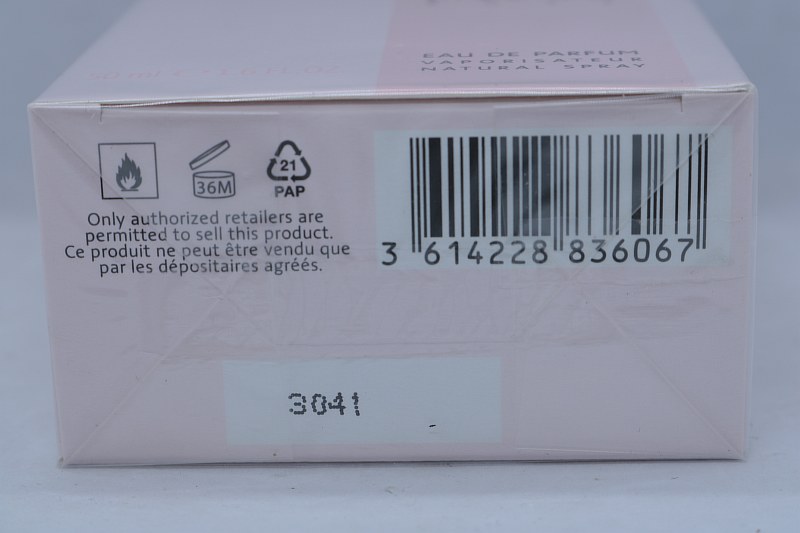 EAU DE PARFUM
VAPORISATEUR
NATURAL SPRAY
36M
21
PAP
Only authorized retailers are
permitted to sell this product.
Ce produit ne peut être vendu que
par les dépositaires agréés.
3 614228 836067
3041